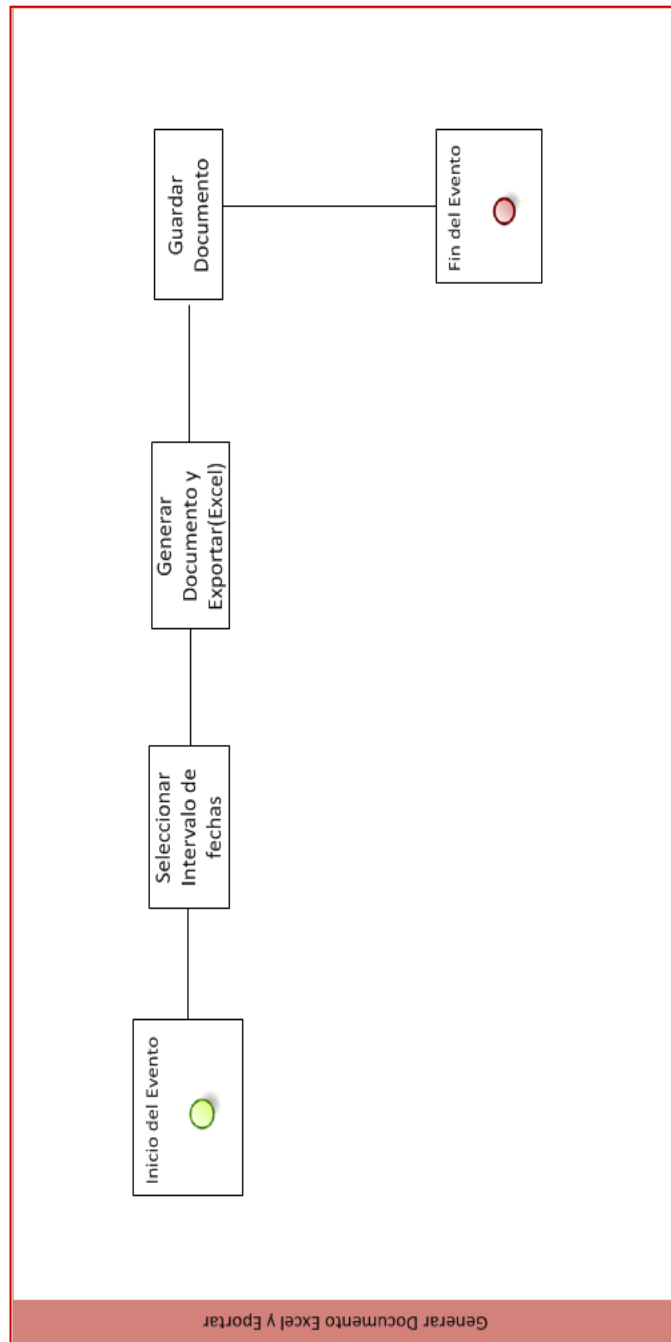 Generar Documento Excel y Eportar
Inicio del Evento
Seleccionar
Intervalo de
fechas
Generar
Documento y
Exportar(Excel)
Guardar
Documento
Fin del Evento